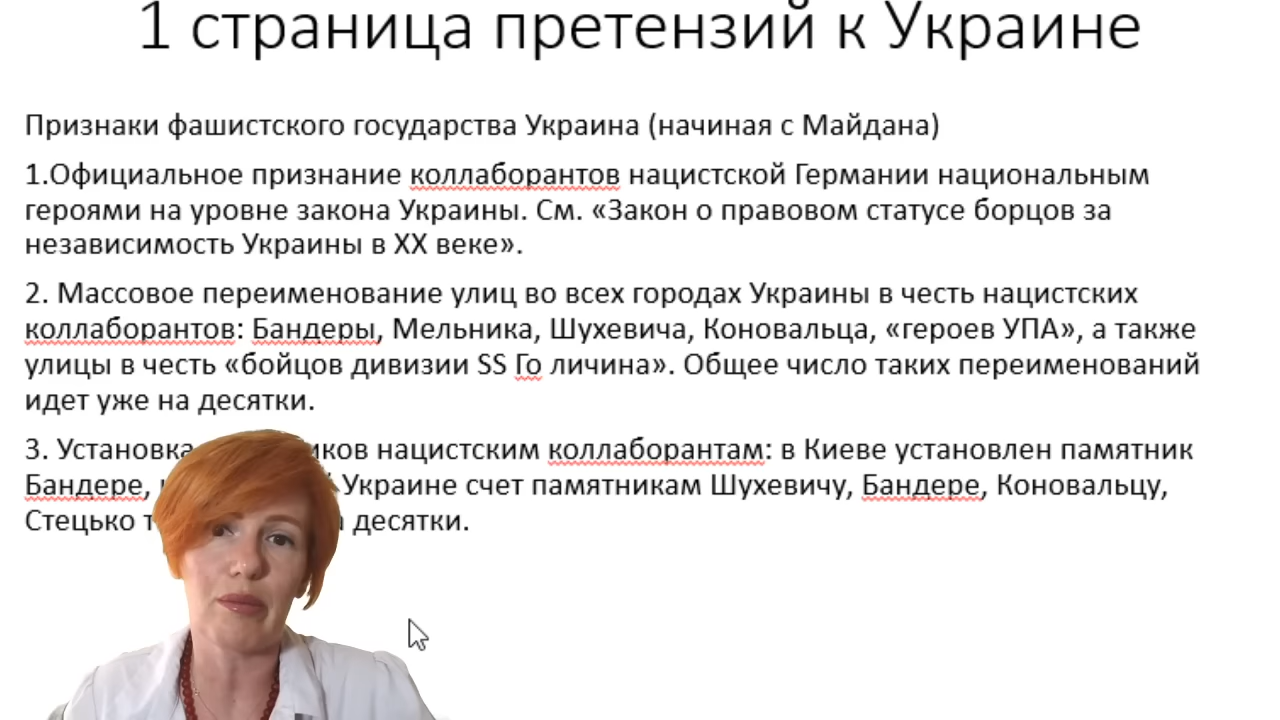 1 страница претензий к Украине
Признаки фашистского государства Украина (начиная с Майдана)
1.Официальное признание коллаборантов нацистской Германии национальным
героями на уровне закона Украины. См. «Закон о правовом статусе борцов за
независимость Украины в XX веке».
2. Массовое переименование улиц во всех городах Украины в честь нацистских
коллаборантов: Бандеры, Мельника, Шухевича, Коновальца, «героев УПА», а также
улицы в честь «бойцов дивизии SS Го личина». Общее число таких переименований
идет уже на десятки.
3. Установка нацистским коллаборантам: в Киеве установлен памятник
Бандере, Украине счет памятникам Шухевичу, Бандере, Коновальцу,
Стецько десятки.